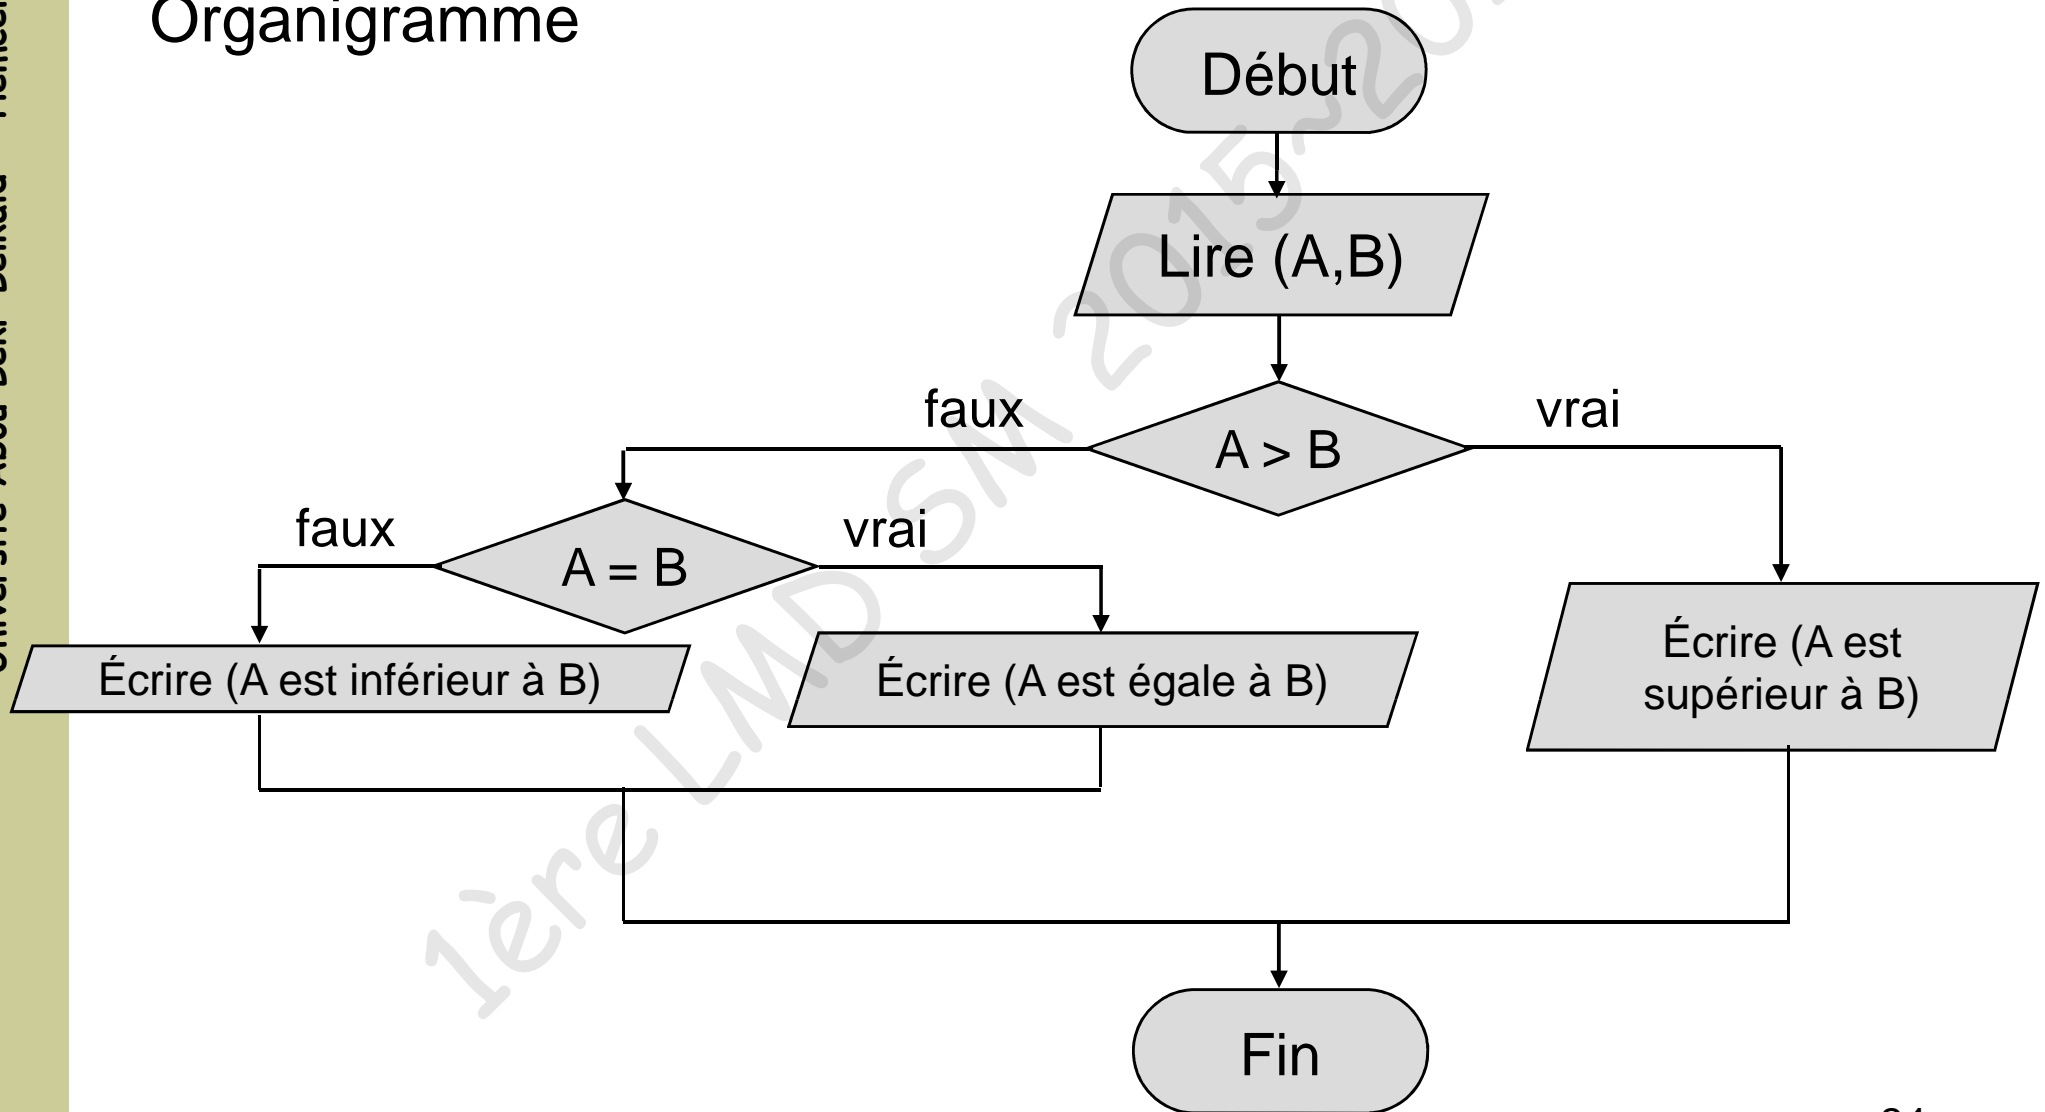 Organigramme
Début
Lire (A,B)
faux
A > B
vrai
faux
A = B
vrai
Écrire (A est inférieur à B)
Écrire (A est égale à B)
Écrire (A est
supérieur à B)
Fin
1ère LMD SM 2015~20